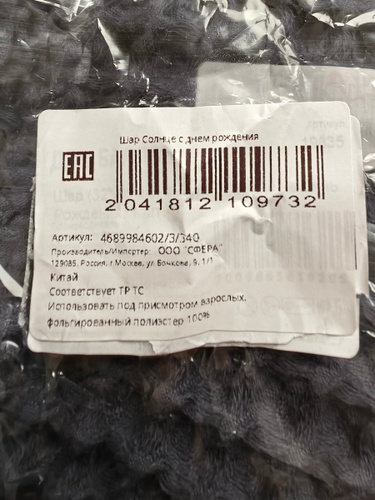 Шар Солнце с днем рождения
EAC
2 041812 109732
Артикул: 4689984602/3/34G
Производитель/Импортер: ООО "СФЕРА"
129085, Россия, г Москва, ул Бочкова, 9, 1/1
Китай
Соответствует ТР ТС
Использовать под присмотром взрослых.
фольгированный полиэстер 100%